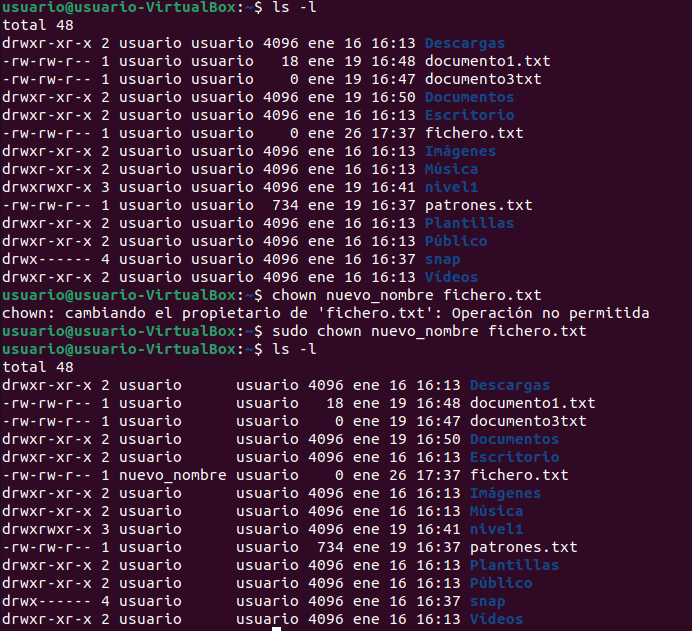 usuario@usuario-VirtualBox:~$ ls -l
total 48
drwxr-xr-x 2 usuario usuario 4096 ene 16 16:13 Descargas
-rw-rw-r-- 1 usuario usuario   18 ene 19 16:48 documento1.txt
-rw-rw-r-- 1 usuario usuario    0 ene 19 16:47 documento3txt
drwxr-xr-x 2 usuario usuario 4096 ene 19 16:50 Documentos
drwxr-xr-x 2 usuario usuario 4096 ene 16 16:13 Escritorio
-rw-rw-r-- 1 usuario usuario    0 ene 26 17:37 fichero.txt
drwxr-xr-x 2 usuario usuario 4096 ene 16 16:13 Imágenes
drwxr-xr-x 2 usuario usuario 4096 ene 16 16:13 Música
drwxrwxr-x 3 usuario usuario 4096 ene 19 16:41 nivel1
-rw-rw-r-- 1 usuario usuario  734 ene 19 16:37 patrones.txt
drwxr-xr-x 2 usuario usuario 4096 ene 16 16:13 Plantillas
drwxr-xr-x 2 usuario usuario 4096 ene 16 16:13 Público
drwx------ 4 usuario usuario 4096 ene 16 16:37 snap
drwxr-xr-x 2 usuario usuario 4096 ene 16 16:13 Vídeos
usuario@usuario-VirtualBox:~$ chown nuevo_nombre fichero.txt
chown: cambiando el propietario de 'fichero.txt': Operación no permitida
usuario@usuario-VirtualBox:~$ sudo chown nuevo_nombre fichero.txt
usuario@usuario-VirtualBox:~$ ls -l
total 48
drwxr-xr-x 2 usuario      usuario 4096 ene 16 16:13 Descargas
-rw-rw-r-- 1 usuario      usuario   18 ene 19 16:48 documento1.txt
-rw-rw-r-- 1 usuario      usuario    0 ene 19 16:47 documento3txt
drwxr-xr-x 2 usuario      usuario 4096 ene 19 16:50 Documentos
drwxr-xr-x 2 usuario      usuario 4096 ene 16 16:13 Escritorio
-rw-rw-r-- 1 nuevo_nombre usuario    0 ene 26 17:37 fichero.txt
drwxr-xr-x 2 usuario      usuario 4096 ene 16 16:13 Imágenes
drwxr-xr-x 2 usuario      usuario 4096 ene 16 16:13 Música
drwxrwxr-x 3 usuario      usuario 4096 ene 19 16:41 nivel1
-rw-rw-r-- 1 usuario      usuario  734 ene 19 16:37 patrones.txt
drwxr-xr-x 2 usuario      usuario 4096 ene 16 16:13 Plantillas
drwxr-xr-x 2 usuario      usuario 4096 ene 16 16:13 Público
drwx------ 4 usuario      usuario 4096 ene 16 16:37 snap
drwxr-xr-x 2 usuario      usuario 4096 ene 16 16:13 Vídeos